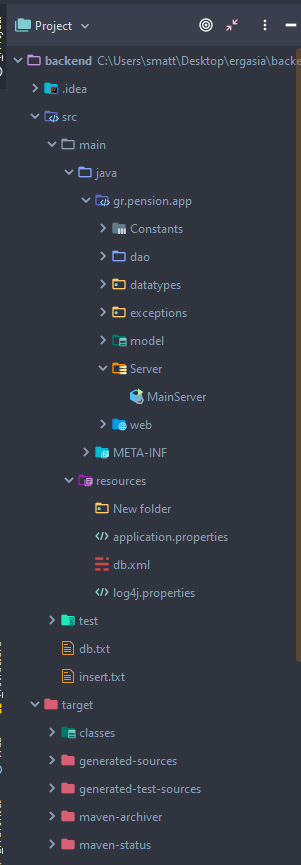 Project
backend C:\Users\smatt\Desktop\ergasia\backe
.idea
src
main
java
gr.pension.app
Constants
dao
datatypes
exceptions
model
Server
MainServer
web
META-INF
resources
New folder
application.properties
db.xml
log4j.properties
test
db.txt
insert.txt
target
classes
generated-sources
generated-test-sources
maven-archiver
maven-status